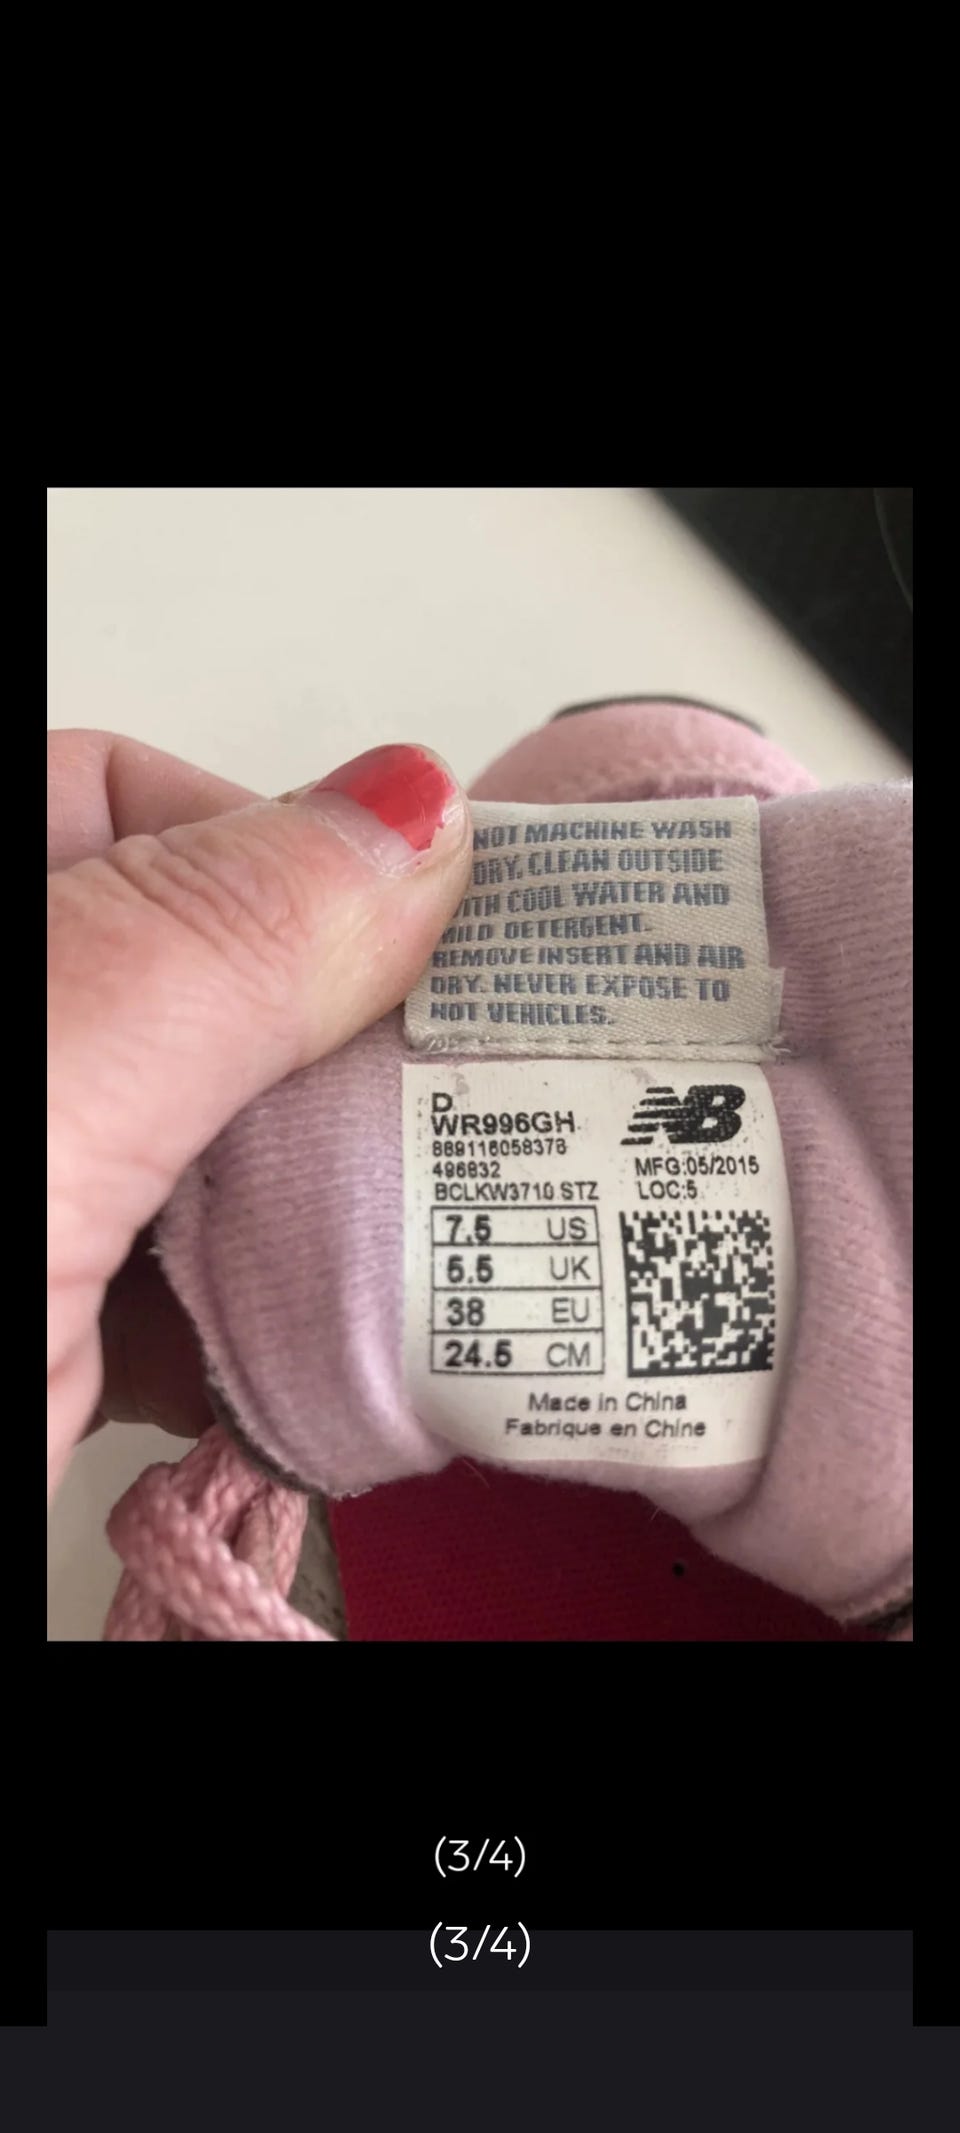 NOT MACHINE WASH
DRY. CLEAN OUTSIDE
WITH COOL WATER AND
MILD DETERGENT.
REMOVE INSERT AND AIR
DRY. NEVER EXPOSE TO
HOT VEHICLES.
D
WR996GH
NB
889116058378
496832
MFG:05/2015
BCLKW3710 STZ
LOC:5
7.5 US
5.5 UK
38 EU
24.5 CM
Made in China
Fabrique en Chine
(3/4)
(3/4)